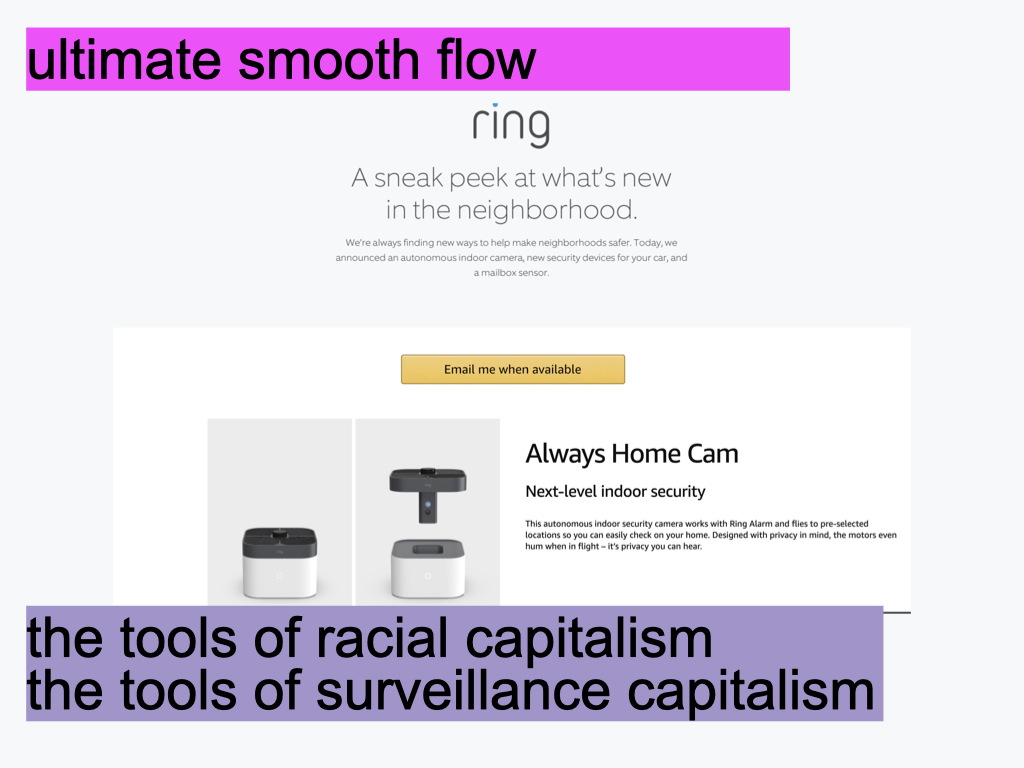 ultimate smooth flow
ring
A sneak peek at what's new
in the neighborhood.
We're always finding new ways to help make neighborhoods safer. Today, we
announced an autonomous indoor camera, new security devices for your car, and
a mailbox sensor.
Email me when available
Always Home Cam
Next-level indoor security
This autonomous indoor security camera works with Ring Alarm and flies to pre-selected
locations so you can easily check on your home. Designed with privacy in mind, the motors even
hum when in flight – it's privacy you can hear.
the tools of racial capitalism
the tools of surveillance capitalism